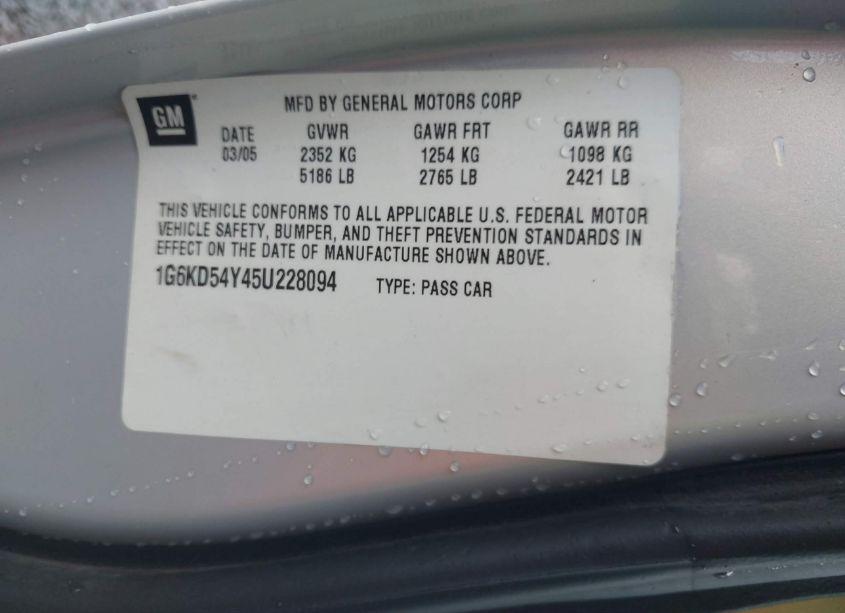 GM
MFD BY GENERAL MOTORS CORP
DATE GVWR GAWR FRT GAWR RR
03/05 2352 KG 1254 KG 1098 KG
5186 LB 2765 LB 2421 LB
THIS VEHICLE CONFORMS TO ALL APPLICABLE U.S. FEDERAL MOTOR
VEHICLE SAFETY, BUMPER, AND THEFT PREVENTION STANDARDS IN
EFFECT ON THE DATE OF MANUFACTURE SHOWN ABOVE.
1G6KD54Y45U228094 TYPE: PASS CAR